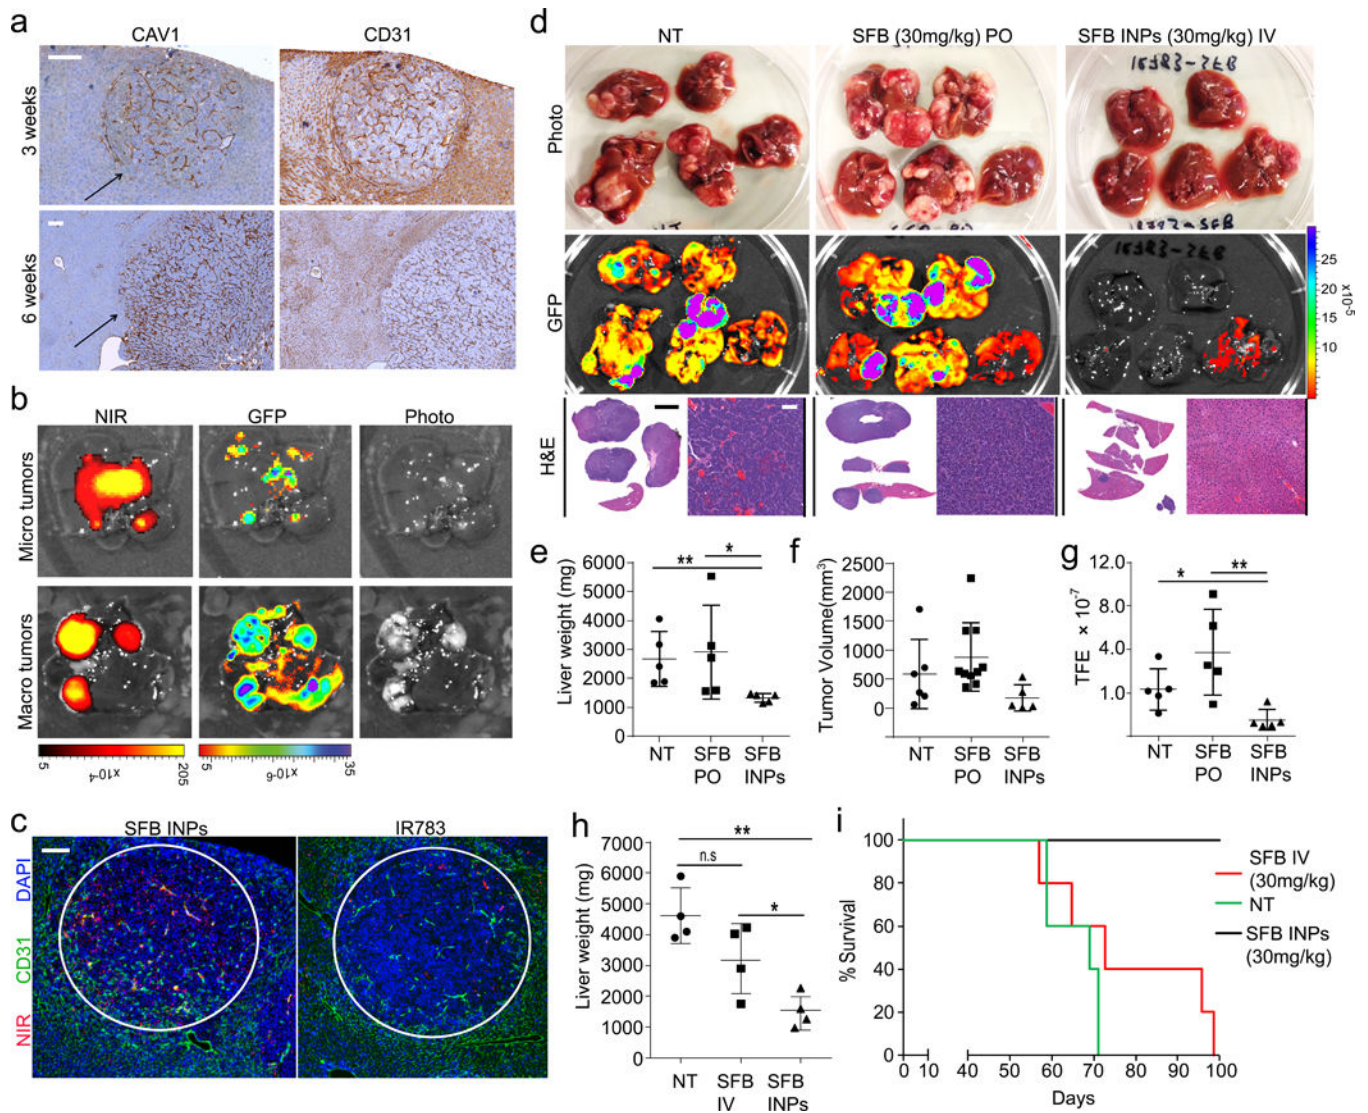 a
CAV1
CD31
3 weeks
6 weeks
b
NIR
GFP
Photo
Micro tumors
Macro tumors
5
x10-4
205
5
x10-6
35
c
SFB INPs
IR783
NIR
CD31
DAPI
d
NT
SFB (30mg/kg) PO
SFB INPs (30mg/kg) IV
Photo
GFP
H&E
25
20
15
10
5
x10-5
e
Liver weight (mg)
6000
5000
4000
3000
2000
1000
0
**
*
NT
SFB
PO
SFB
INPs
f
Tumor Volume(mm³)
2500
2000
1500
1000
500
0
NT
SFB
PO
SFB
INPs
g
TFE × 10-7
12.0
8.0
4.0
1.0
*
**
NT
SFB
PO
SFB
INPs
h
Liver weight (mg)
7000
6000
5000
4000
3000
2000
1000
0
**
n.s
*
NT
SFB
IV
SFB
INPs
i
% Survival
100
80
60
40
20
0
0 10 40 50 60 70 80 90 100
Days
SFB IV
(30mg/kg)
NT
SFB INPs
(30mg/kg)